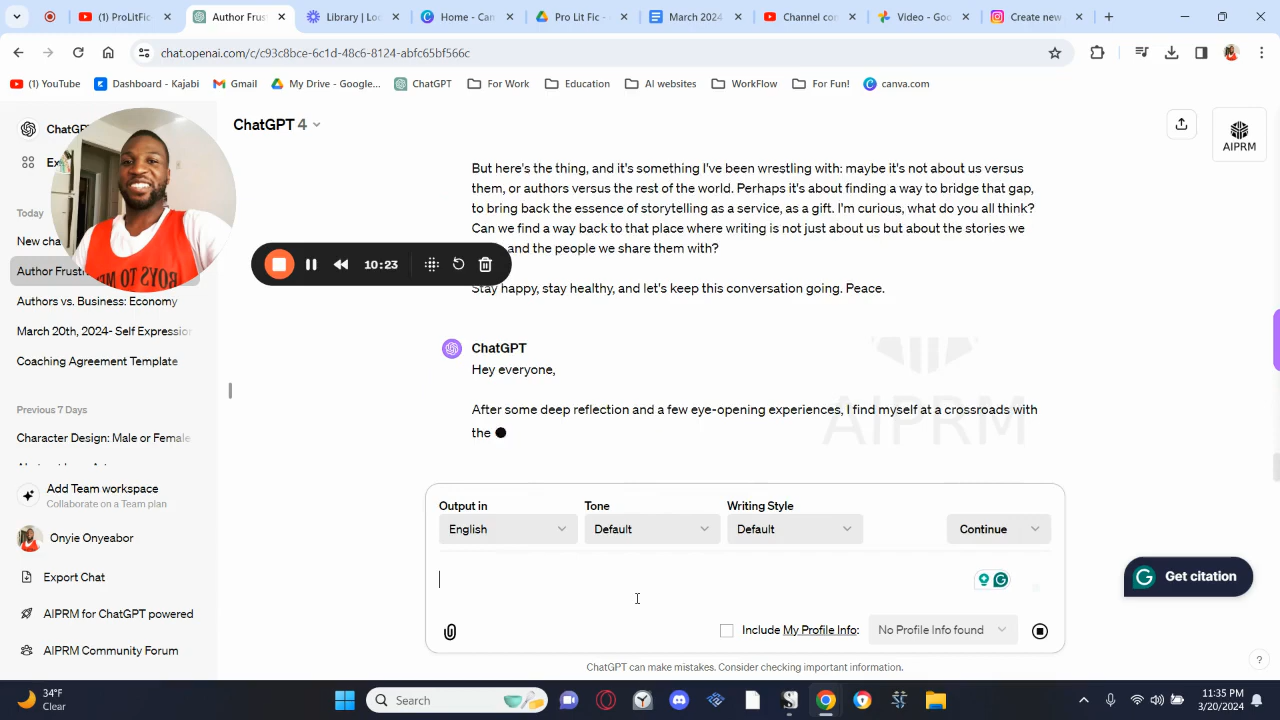 (1) ProLitFic
Author Frust
Library | Loo
Home - Can
Pro Lit Fic -
March 2024
Channel con
Video - Goo
Create new
chat.openai.com/c/c93c8bce-6c1d-48c6-8124-abfc65bf566c
(1) YouTube
Dashboard - Kajabi
Gmail
My Drive - Google...
ChatGPT
For Work
Education
AI websites
WorkFlow
For Fun!
canva.com
ChatGP
Ex
Today
New cha
Author Frust
Authors vs. Business: Economy
March 20th, 2024- Self Expression
Coaching Agreement Template
Previous 7 Days
Character Design: Male or Female
Add Team workspace
Collaborate on a Team plan
Onyie Onyeabor
Export Chat
AIPRM for ChatGPT powered
AIPRM Community Forum
BOYS TO ME
10:23
ChatGPT 4
AIPRM
But here's the thing, and it's something I've been wrestling with: maybe it's not about us versus
them, or authors versus the rest of the world. Perhaps it's about finding a way to bridge that gap,
to bring back the essence of storytelling as a service, as a gift. I'm curious, what do you all think?
Can we find a way back to that place where writing is not just about us but about the stories we
and the people we share them with?
Stay happy, stay healthy, and let's keep this conversation going. Peace.
ChatGPT
Hey everyone,
After some deep reflection and a few eye-opening experiences, I find myself at a crossroads with
the
AIPRM
Output in
Tone
Writing Style
English
Default
Default
Continue
Include My Profile Info:
No Profile Info found
ChatGPT can make mistakes. Consider checking important information.
Get citation
?
34°F
Clear
Search
11:35 PM
3/20/2024